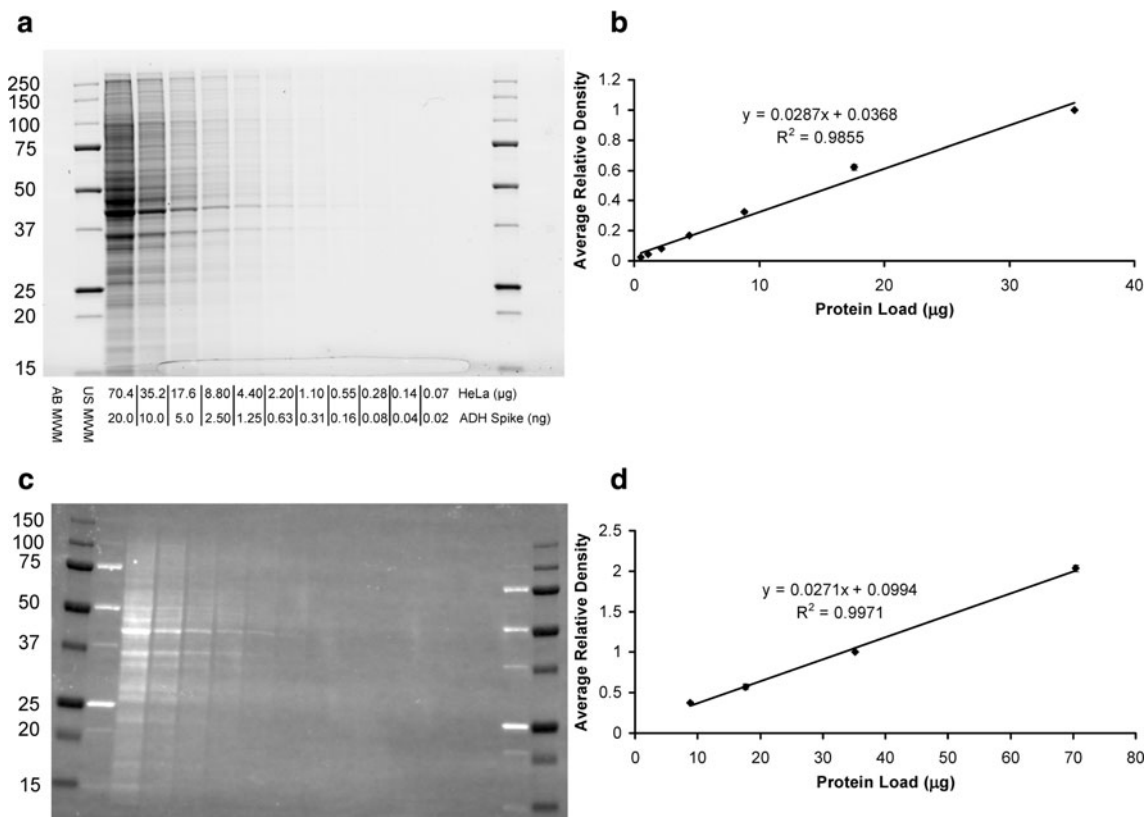 a
250
150
100
75
50
37
25
20
15
AB MWM
US MWM
70.4 35.2 17.6 8.80 4.40 2.20 1.10 0.55 0.28 0.14 0.07 HeLa (µg)
20.0 10.0 5.0 2.50 1.25 0.63 0.31 0.16 0.08 0.04 0.02 ADH Spike (ng)
b
Average Relative Density
1.2
1
0.8
0.6
0.4
0.2
0
y = 0.0287x + 0.0368
R² = 0.9855
0 10 20 30 40
Protein Load (µg)
c
150
100
75
50
37
25
20
15
d
Average Relative Density
2.5
2
1.5
1
0.5
0
y = 0.0271x + 0.0994
R² = 0.9971
0 10 20 30 40 50 60 70 80
Protein Load (µg)